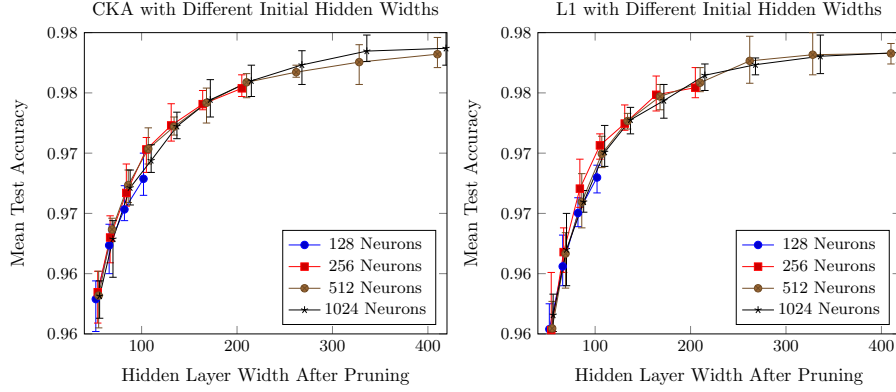 CKA with Different Initial Hidden Widths
0.98
0.98
0.97
0.97
0.96
0.96
Mean Test Accuracy
128 Neurons
256 Neurons
512 Neurons
1024 Neurons
100
200
300
400
Hidden Layer Width After Pruning
L1 with Different Initial Hidden Widths
0.98
0.98
0.97
0.97
0.96
0.96
Mean Test Accuracy
128 Neurons
256 Neurons
512 Neurons
1024 Neurons
100
200
300
400
Hidden Layer Width After Pruning